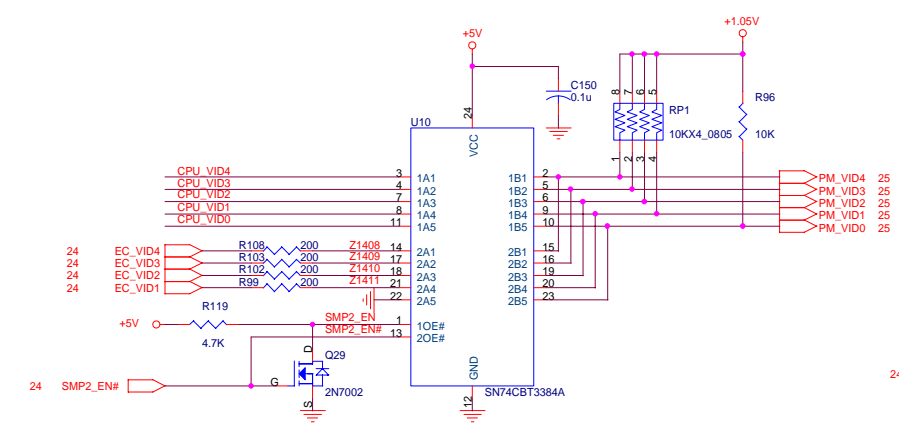 +1.05V
+5V
C150
0.1u
8 7 6 5
RP1
10KX4_0805
R96
10K
24
U10
VCC
1 2 3 4
CPU_VID4 3 1A1 1B1 2 PM_VID4 25
CPU_VID3 4 1A2 1B2 5 PM_VID3 25
CPU_VID2 7 1A3 1B3 6 PM_VID2 25
CPU_VID1 8 1A4 1B4 9 PM_VID1 25
CPU_VID0 11 1A5 1B5 10 PM_VID0 25
24 EC_VID4 R108 200 Z1408 14 2A1 2B1 15
24 EC_VID3 R103 200 Z1409 17 2A2 2B2 16
24 EC_VID2 R102 200 Z1410 18 2A3 2B3 19
24 EC_VID1 R99 200 Z1411 21 2A4 2B4 20
22 2A5 2B5 23
R119
+5V SMP2_EN 1 1OE#
4.7K SMP2_EN# 13 2OE#
D
Q29
24 SMP2_EN# G
2N7002
S
GND
12
SN74CBT3384A
24